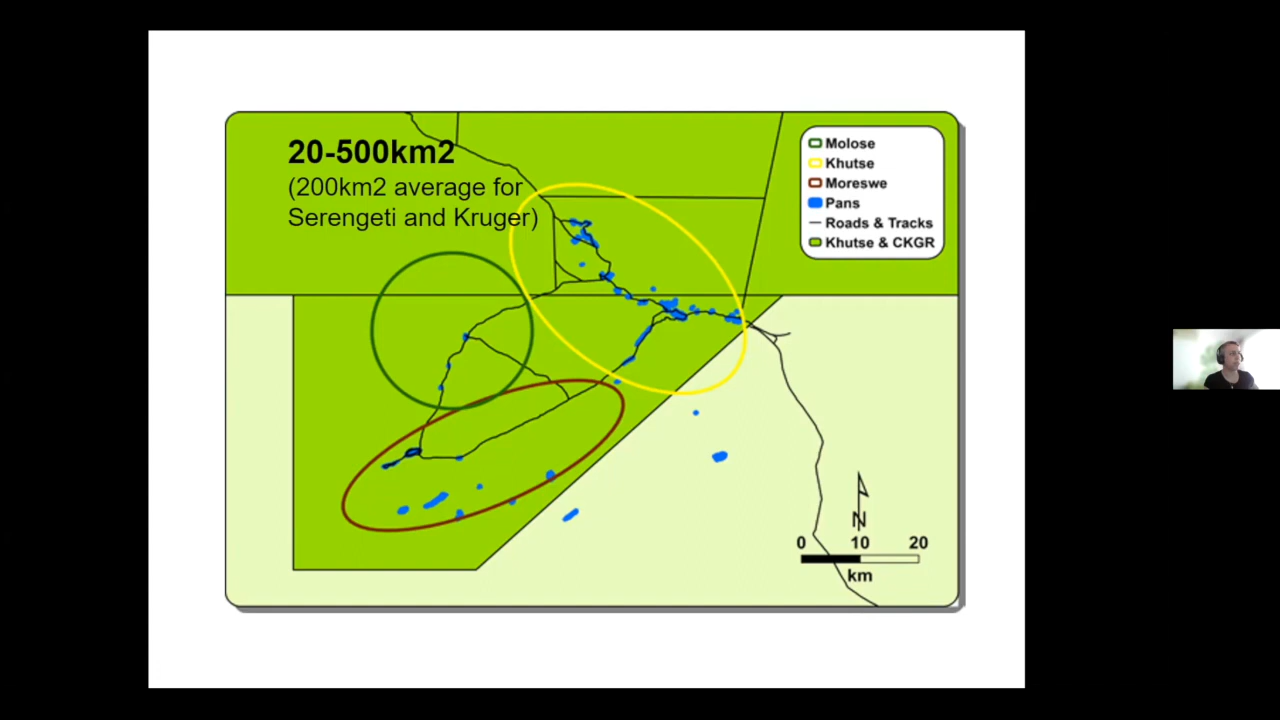 20-500km2
(200km2 average for
Serengeti and Kruger)
Molose
Khutse
Moreswe
Pans
Roads & Tracks
Khutse & CKGR
N
0 10 20
km